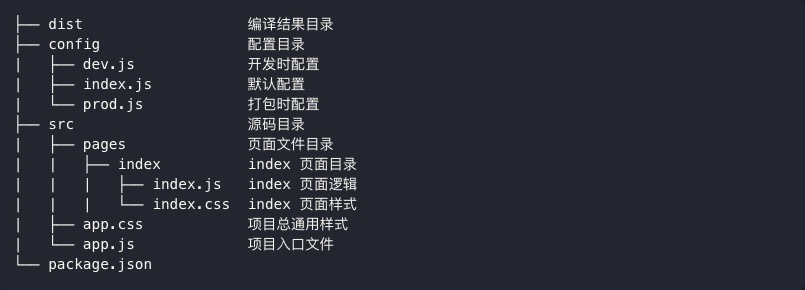 ├── dist                   编译结果目录
├── config                 配置目录
|   ├── dev.js             开发时配置
|   ├── index.js           默认配置
|   └── prod.js            打包时配置
├── src                    源码目录
|   ├── pages              页面文件目录
|   |   ├── index          index 页面目录
|   |   |   ├── index.js   index 页面逻辑
|   |   |   └── index.css  index 页面样式
|   ├── app.css            项目总通用样式
|   └── app.js             项目入口文件
└── package.json